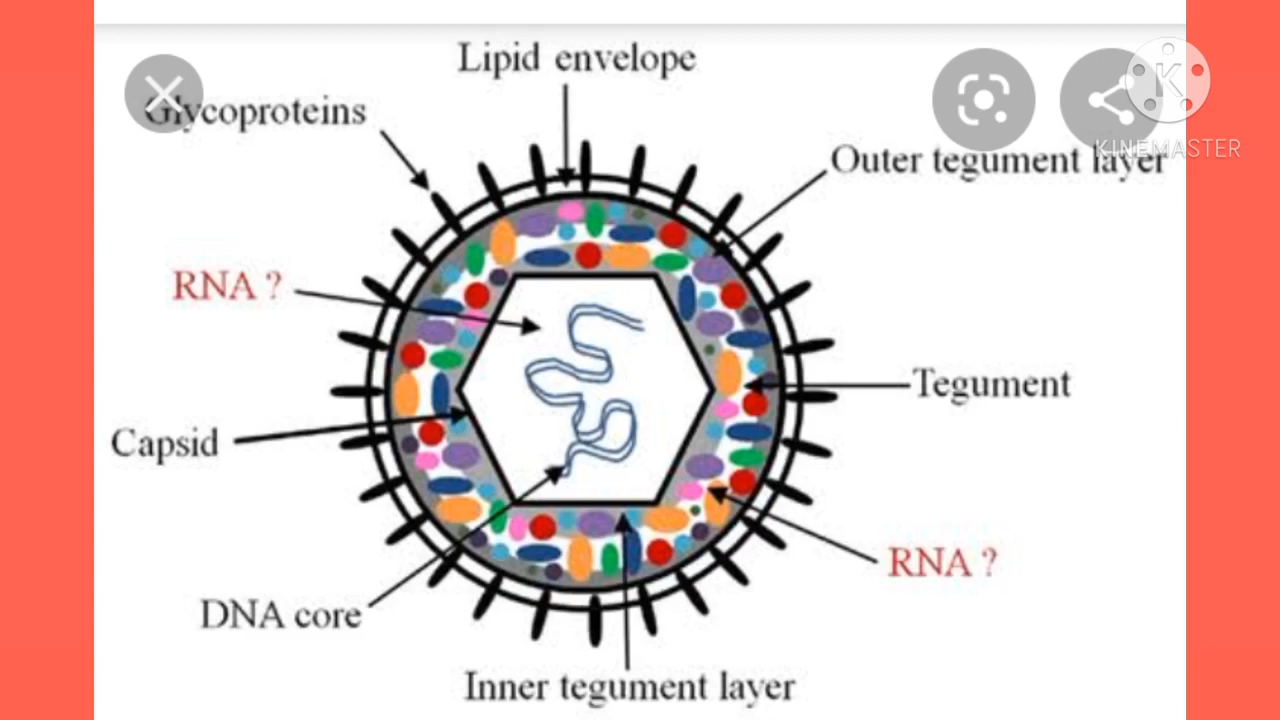 Lipid envelope
Glycoproteins
KINEMASTER
Outer tegument layer
RNA ?
Tegument
Capsid
RNA ?
DNA core
Inner tegument layer